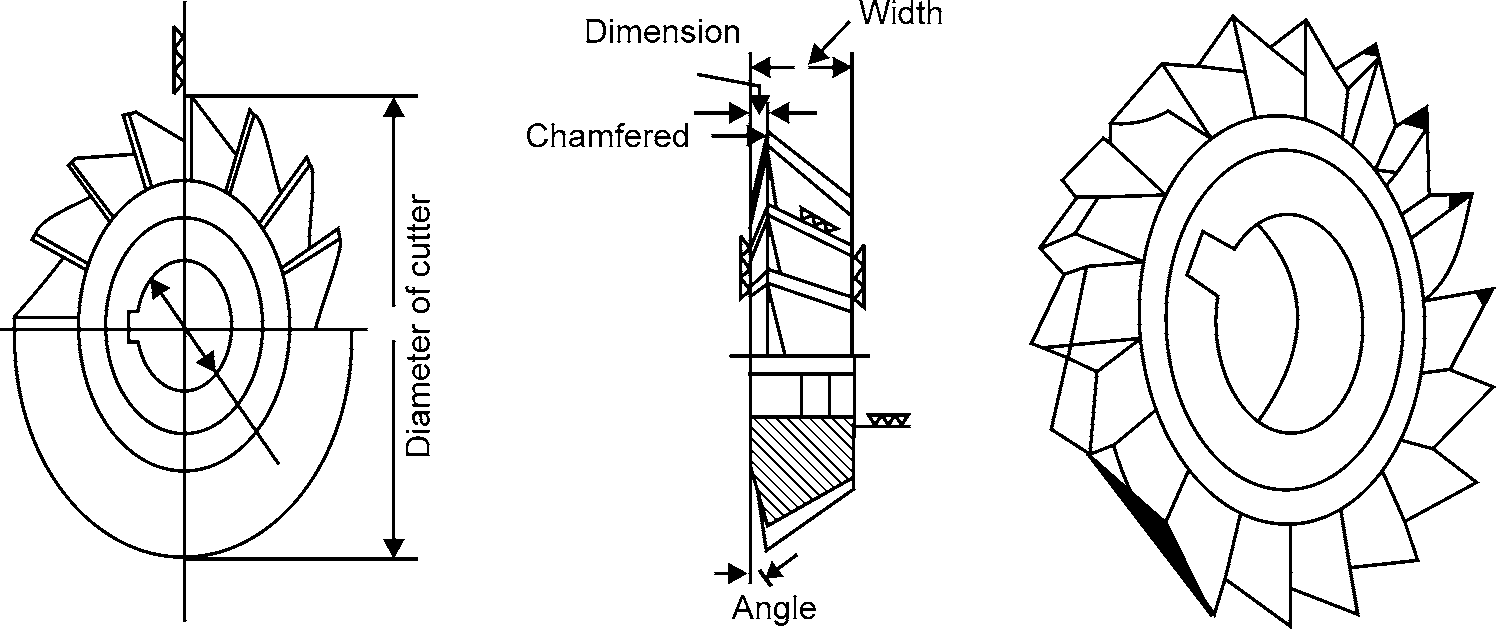 Width
Dimension
Chamfered
Diameter of cutter
Angle